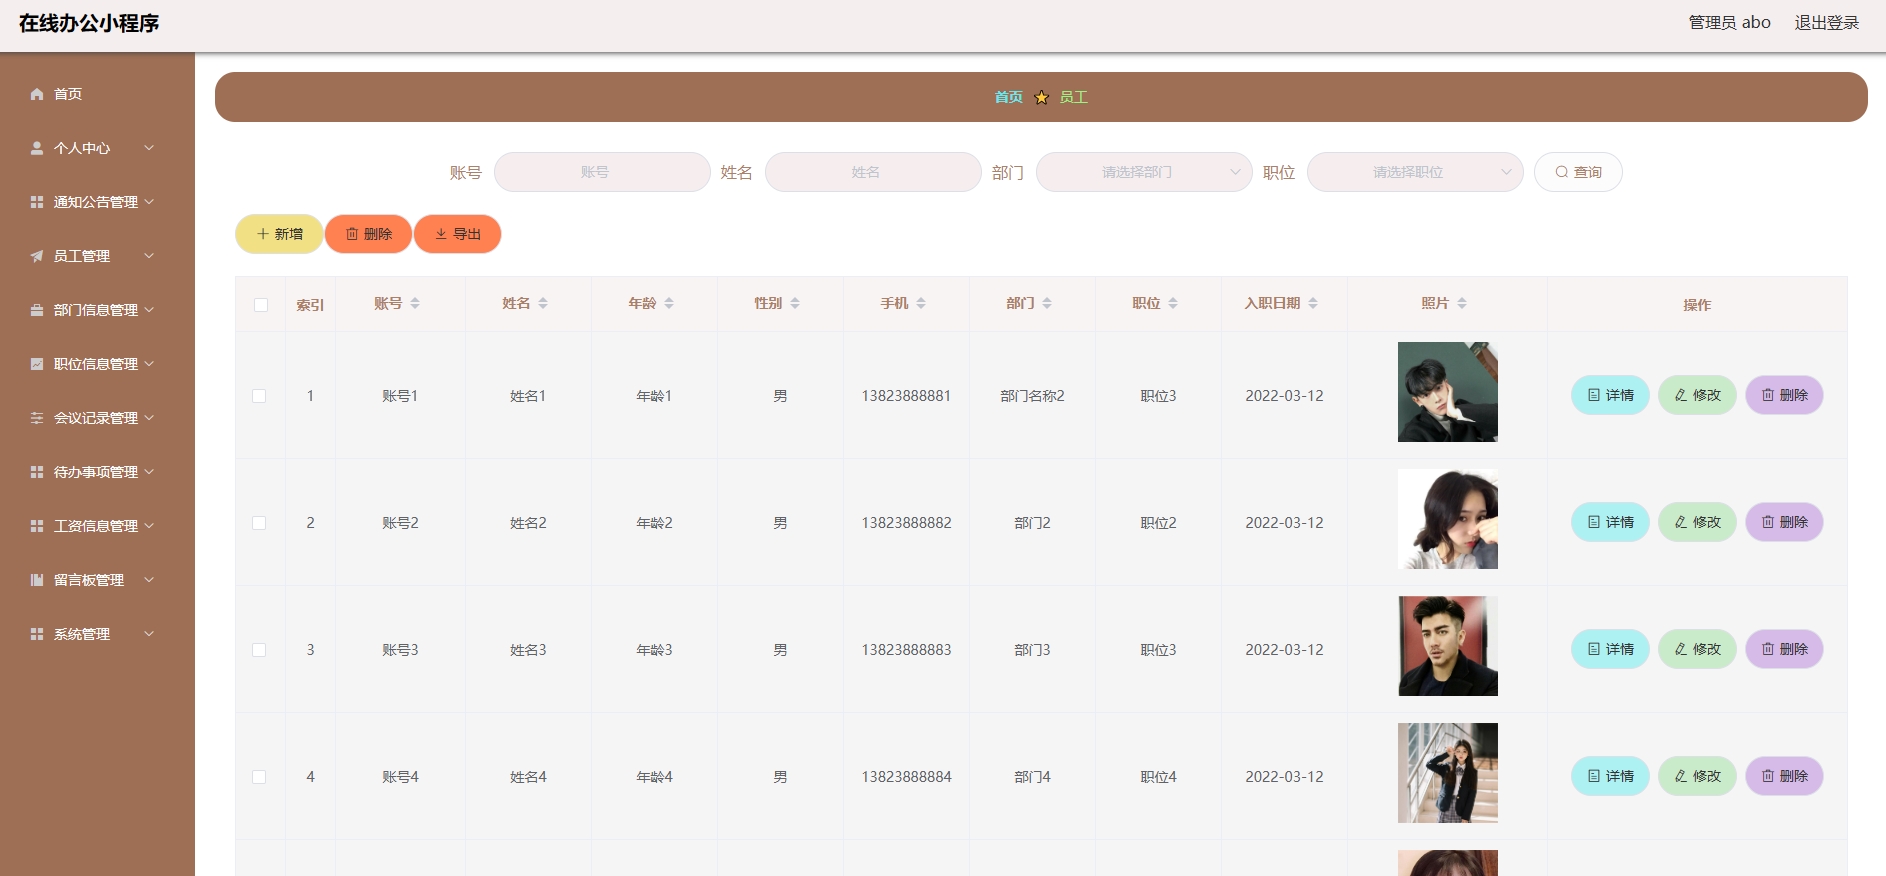 在线办公小程序
管理员 abo 退出登录
首页
个人中心
通知公告管理
员工管理
部门信息管理
职位信息管理
会议记录管理
待办事项管理
工资信息管理
留言板管理
系统管理
首页 员工
账号 账号 姓名 姓名 部门 请选择部门 职位 请选择职位 查询
新增 删除 导出
索引 账号 姓名 年龄 性别 手机 部门 职位 入职日期 照片 操作
1 账号1 姓名1 年龄1 男 13823888881 部门名称2 职位3 2022-03-12 详情 修改 删除
2 账号2 姓名2 年龄2 男 13823888882 部门2 职位2 2022-03-12 详情 修改 删除
3 账号3 姓名3 年龄3 男 13823888883 部门3 职位3 2022-03-12 详情 修改 删除
4 账号4 姓名4 年龄4 男 13823888884 部门4 职位4 2022-03-12 详情 修改 删除